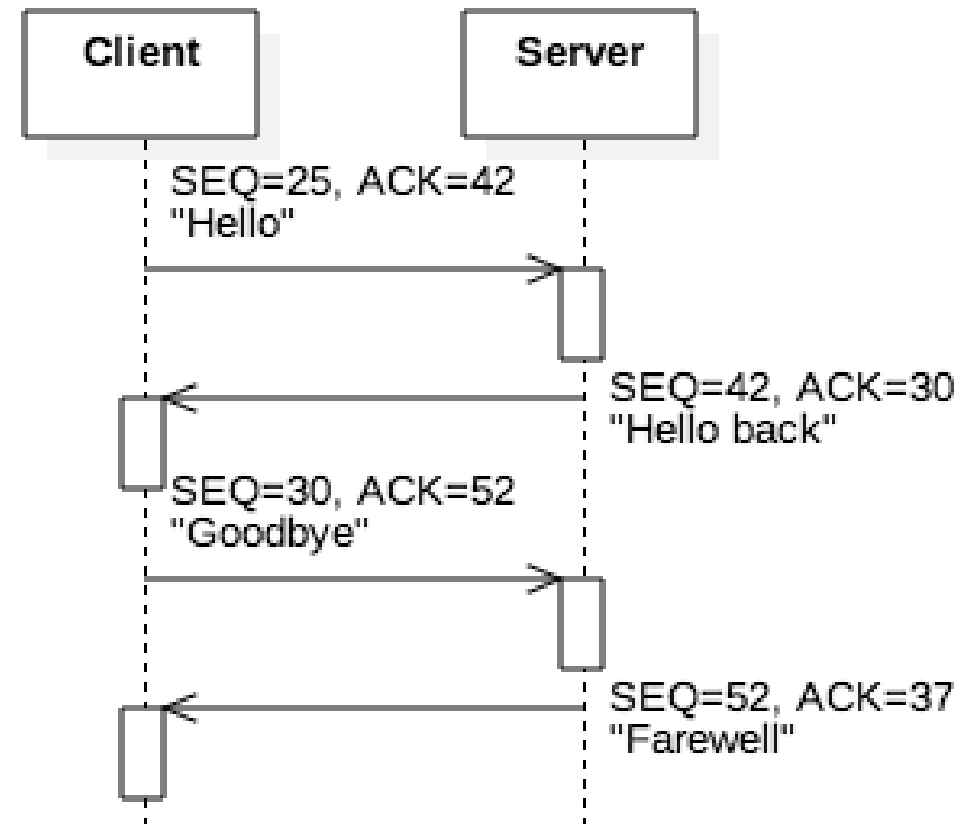 Client
Server
SEQ=25, ACK=42
"Hello"
SEQ=42, ACK=30
"Hello back"
SEQ=30, ACK=52
"Goodbye"
SEQ=52, ACK=37
"Farewell"